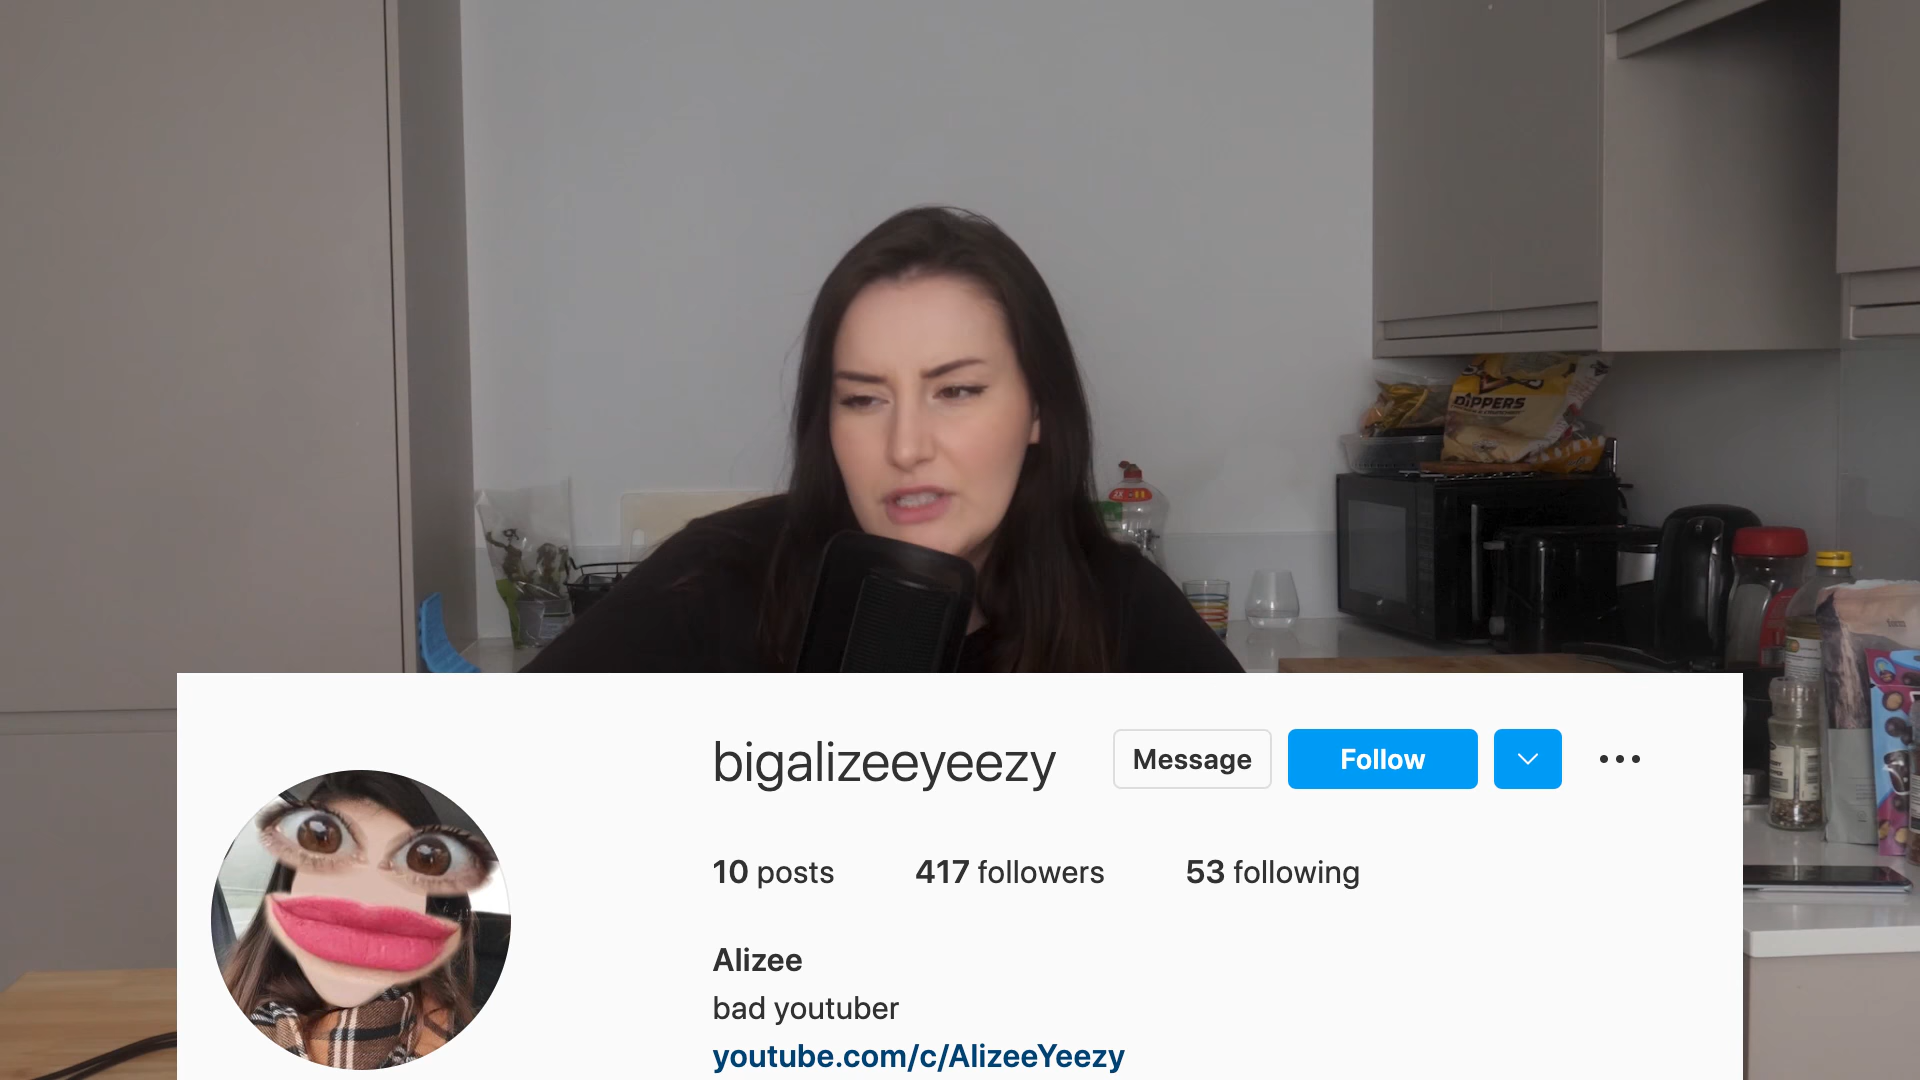 DIPPERS
bigalizeeyeezy Message Follow
10 posts 417 followers 53 following
Alizee
bad youtuber
youtube.com/c/AlizeeYeezy